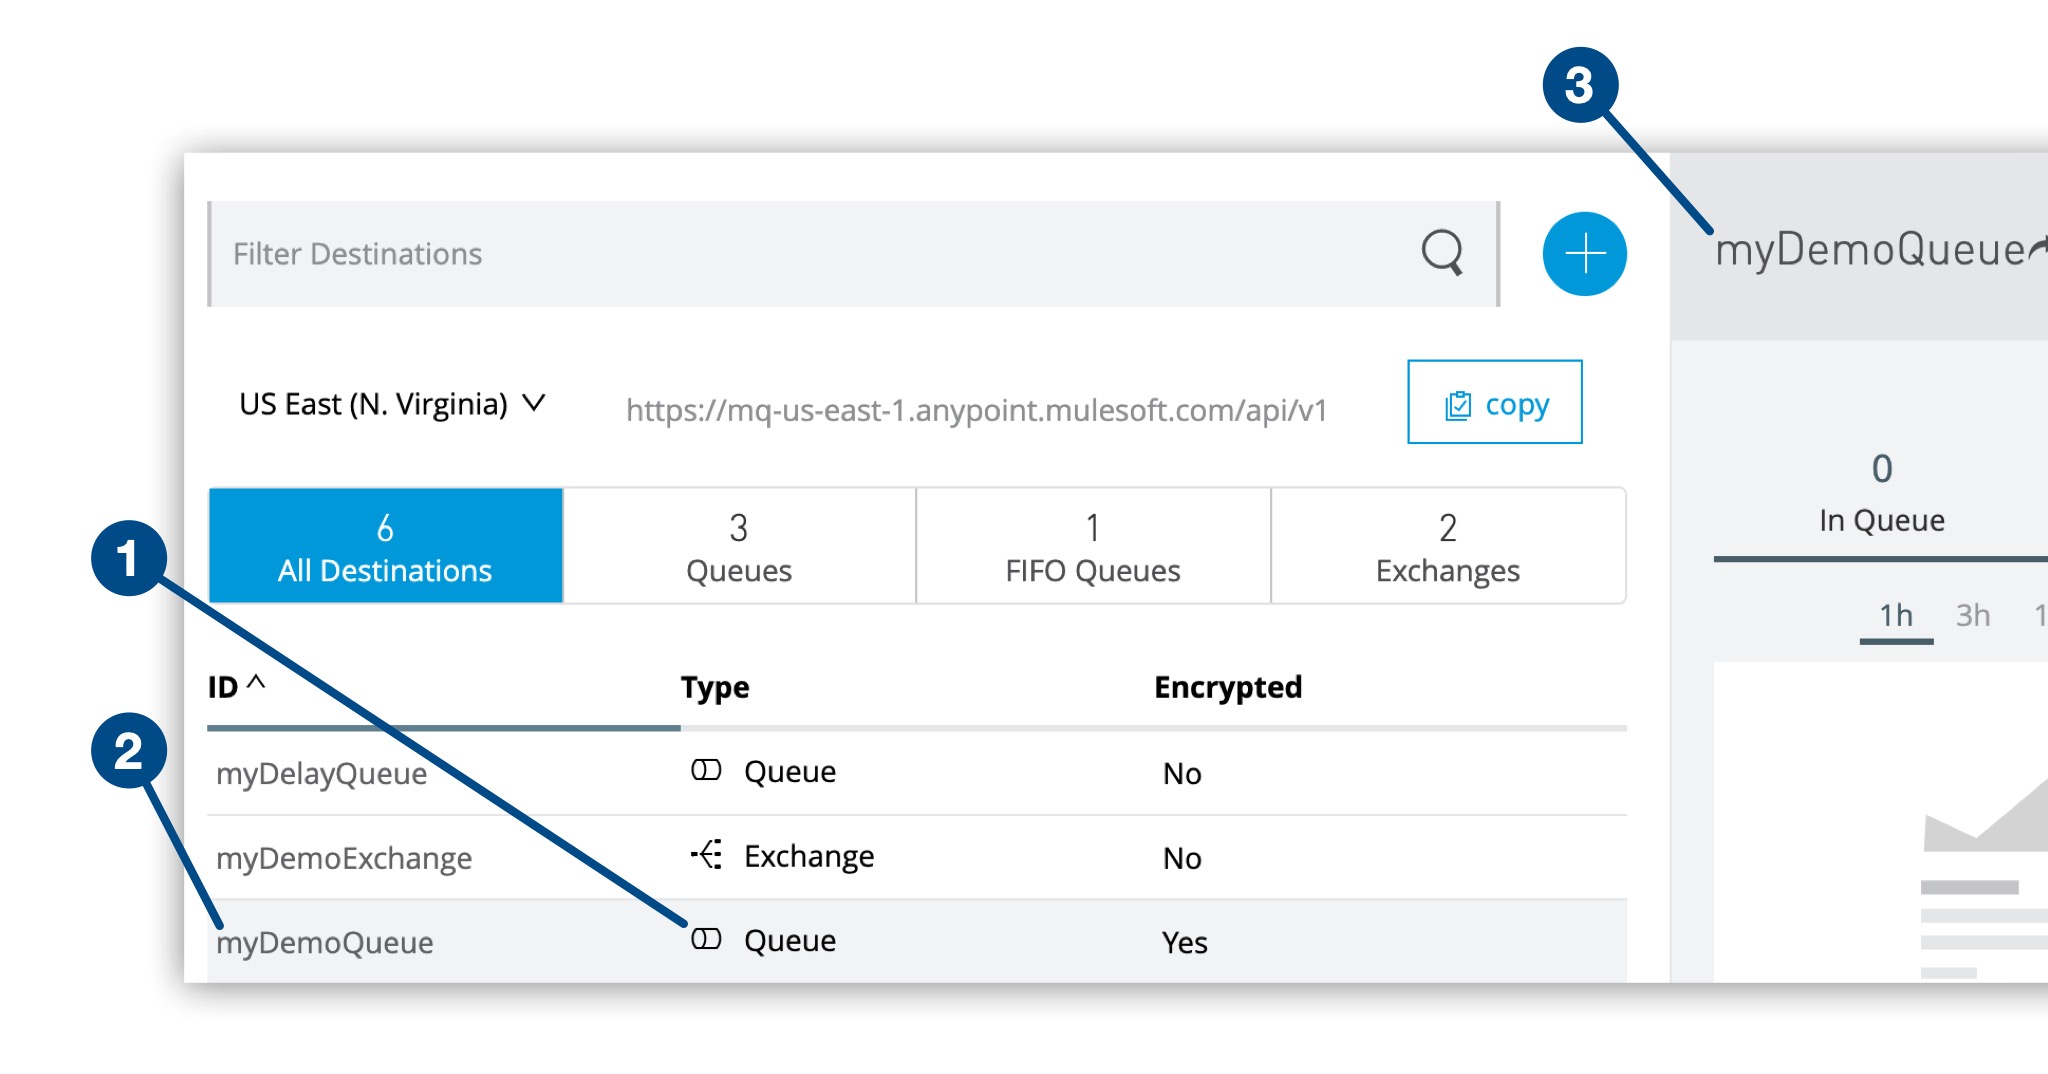 3
Filter Destinations
myDemoQueue
US East (N. Virginia)
https://mq-us-east-1.anypoint.mulesoft.com/api/v1
copy
0
In Queue
6
All Destinations
3
Queues
1
FIFO Queues
2
Exchanges
1
1h 3h 1
ID Type Encrypted
2
myDelayQueue Queue No
myDemoExchange Exchange No
myDemoQueue Queue Yes